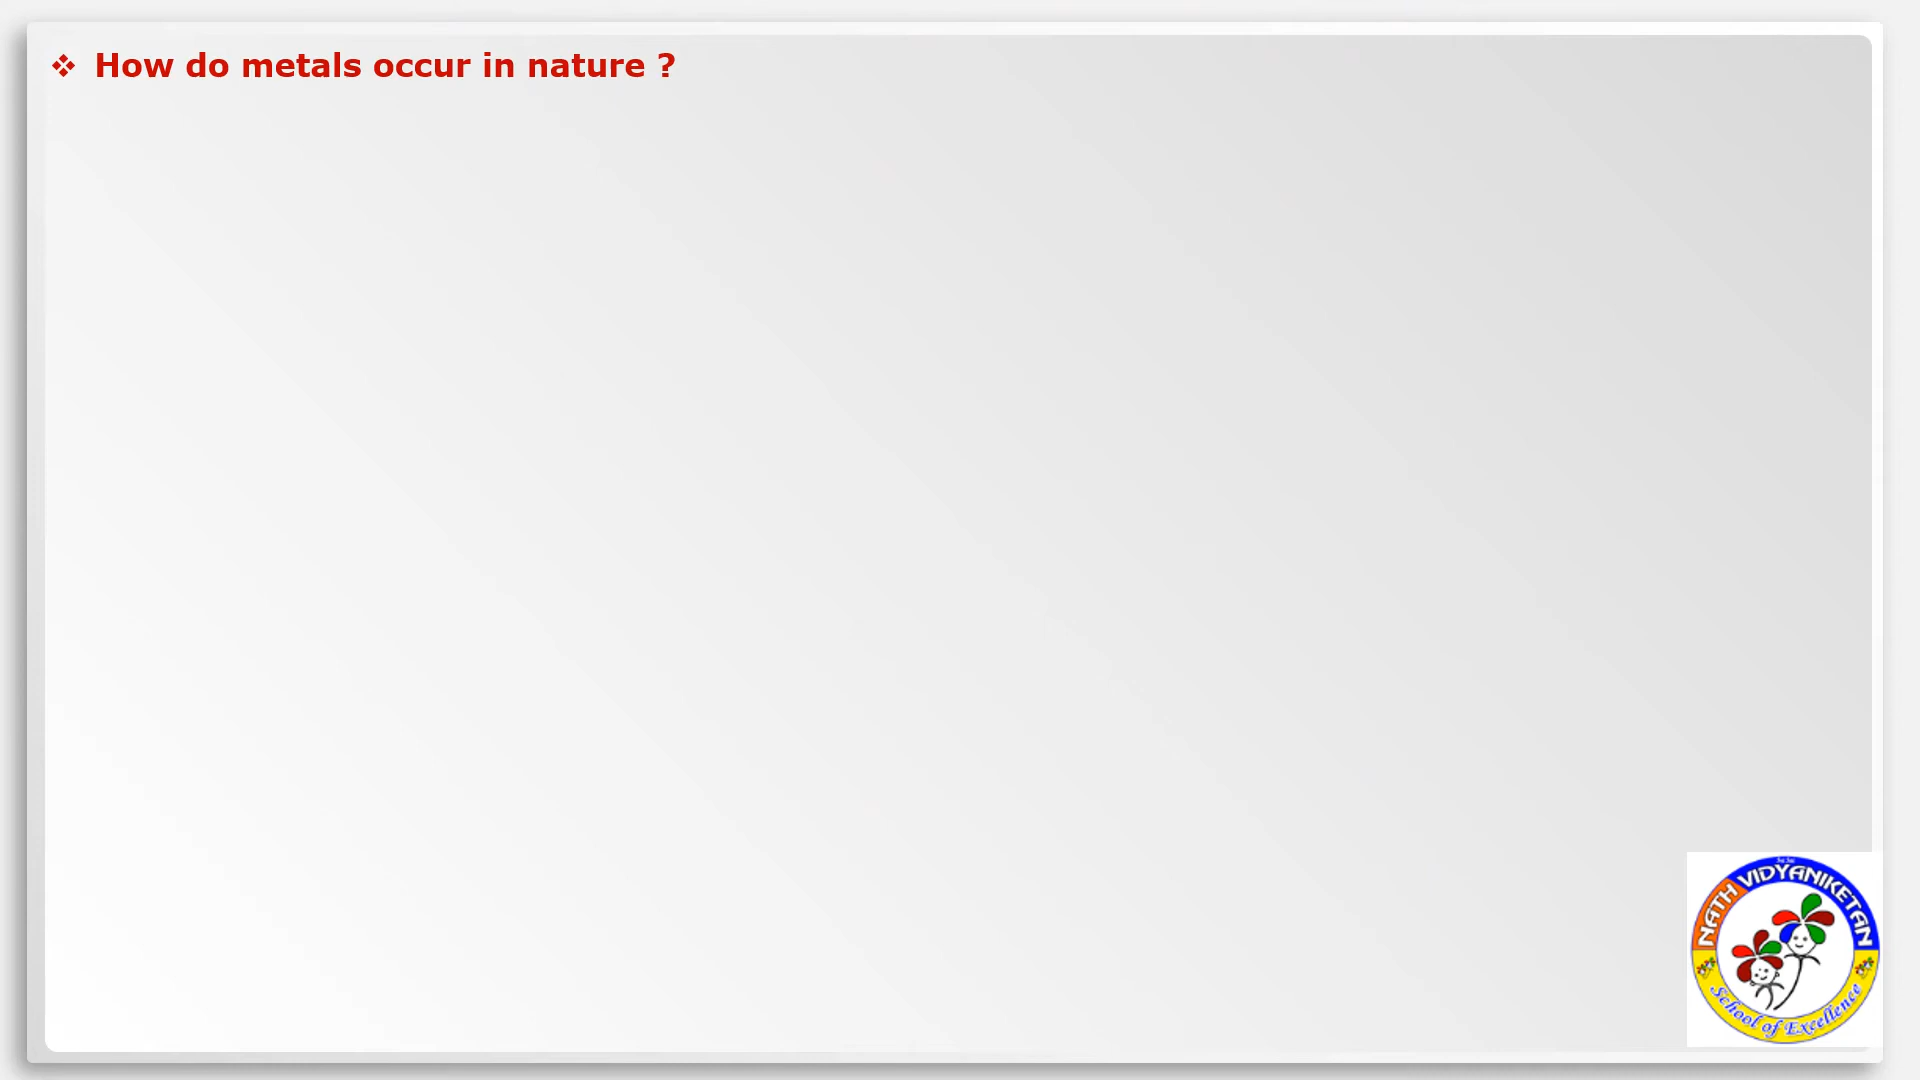 ❖ How do metals occur in nature ?
NATH VIDYANIKETAN
School of Excellence